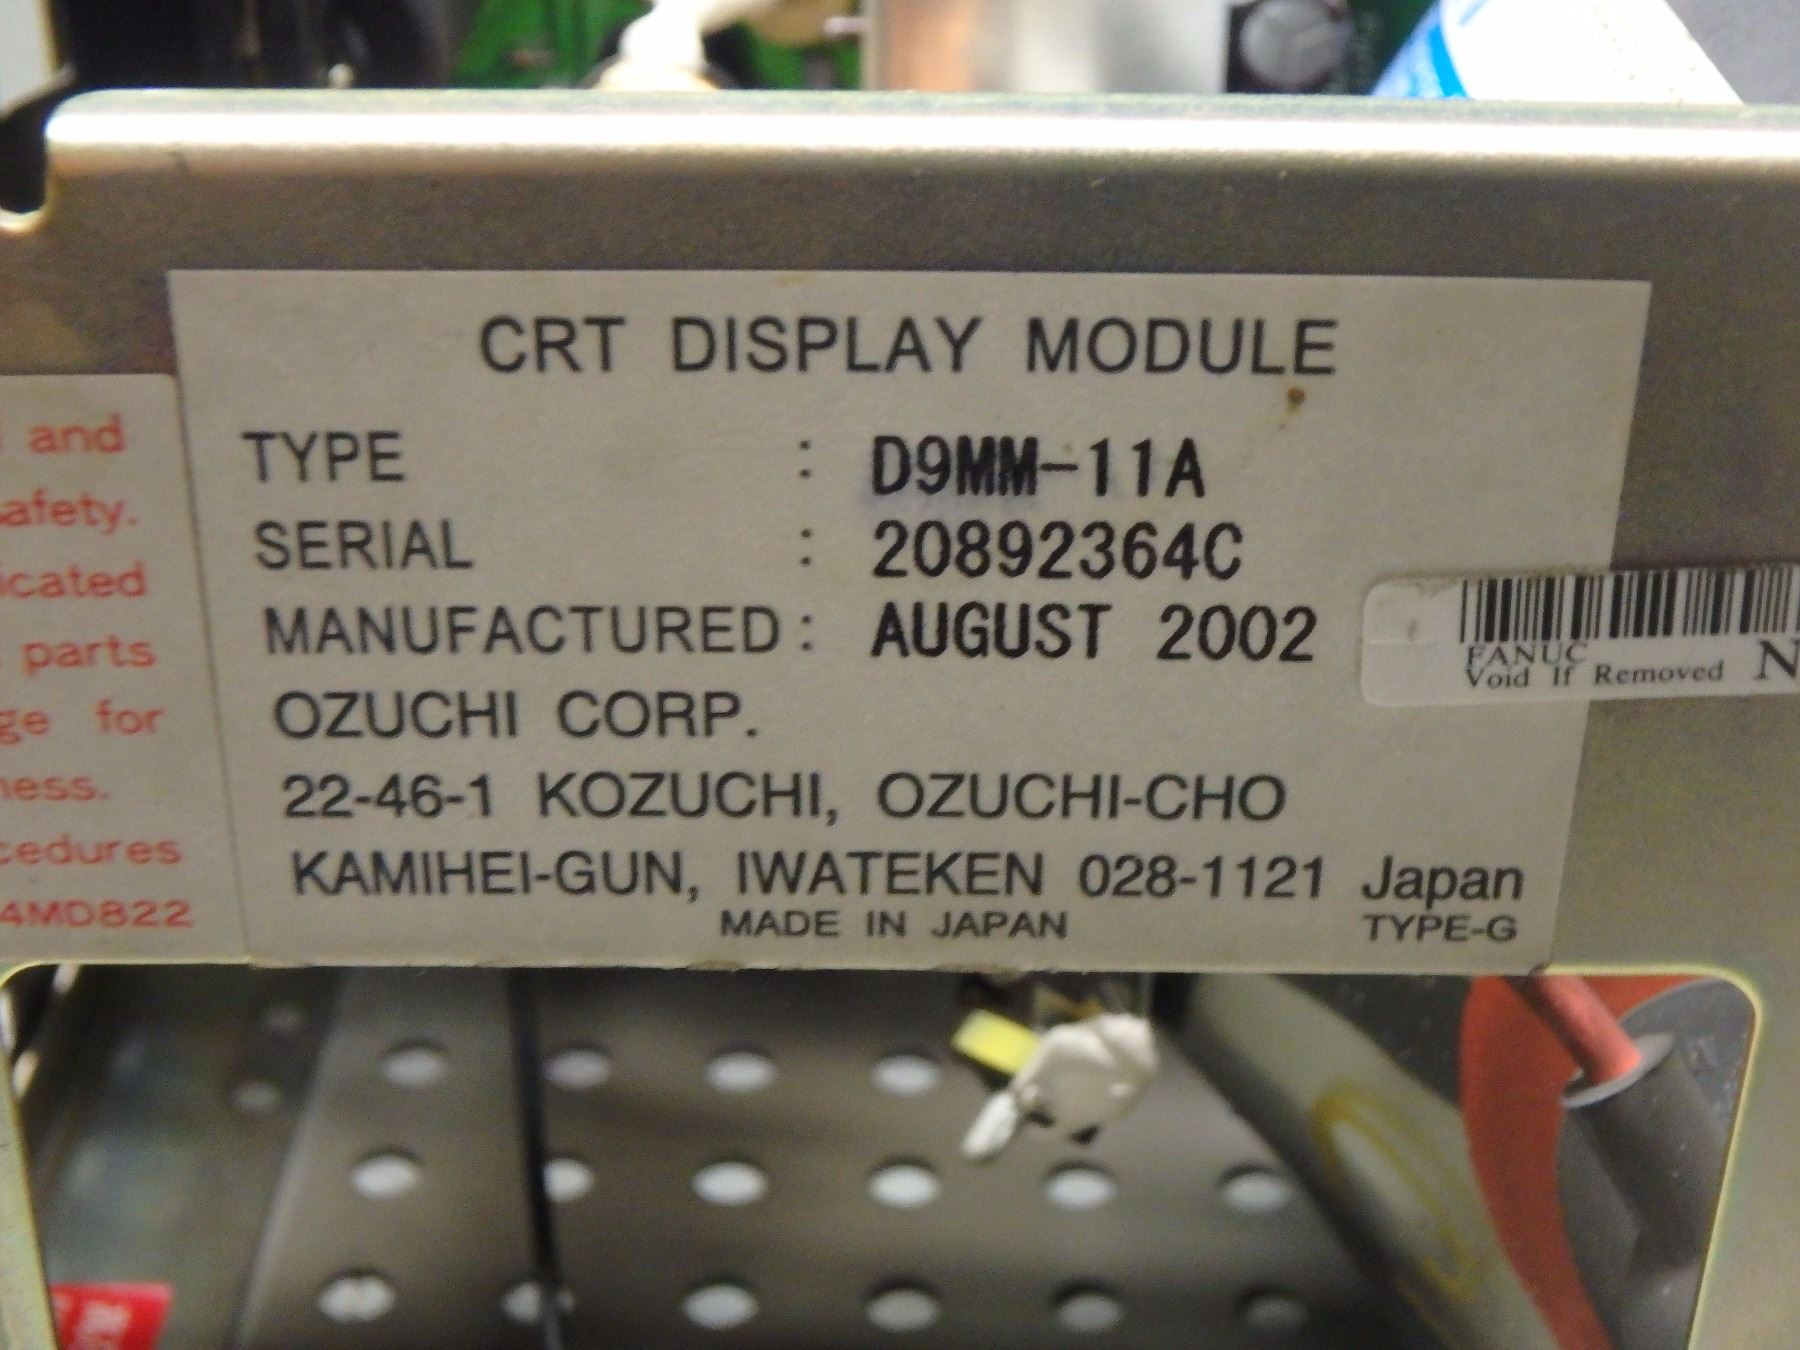 CRT DISPLAY MODULE
TYPE : D9MM-11A
SERIAL : 20892364C
MANUFACTURED : AUGUST 2002
OZUCHI CORP.
22-46-1 KOZUCHI, OZUCHI-CHO
KAMIHEI-GUN, IWATEKEN 028-1121 Japan
MADE IN JAPAN
TYPE-G
and
afety.
icated
parts
ge for
ness.
cedures
4MD822
FANUC
Void If Removed N